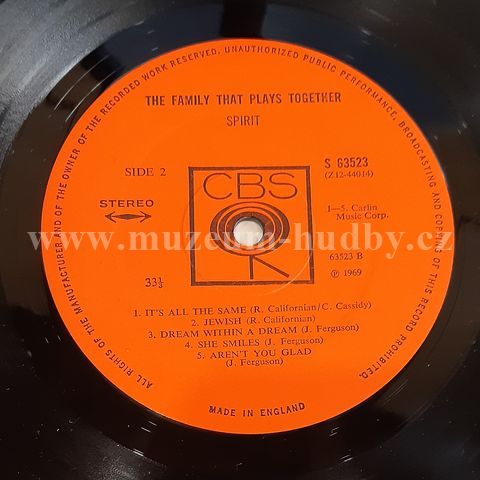 ALL RIGHTS OF THE MANUFACTURER AND OF THE OWNER OF THE RECORDED WORK RESERVED. UNAUTHORIZED PUBLIC PERFORMANCE, BROADCASTING AND COPYING OF THIS RECORD PROHIBITED.
THE FAMILY THAT PLAYS TOGETHER
SPIRIT
SIDE 2
S 63523
(Z12-44014)
CBS
STEREO
1—5. Carlin
Music Corp.
www.muzeum-hudby.cz
63523 B
33⅓
℗ 1969
1. IT'S ALL THE SAME (R. Californian/C. Cassidy)
2. JEWISH (R. Californian)
3. DREAM WITHIN A DREAM (J. Ferguson)
4. SHE SMILES (J. Ferguson)
5. AREN'T YOU GLAD
(J. Ferguson)
MADE IN ENGLAND